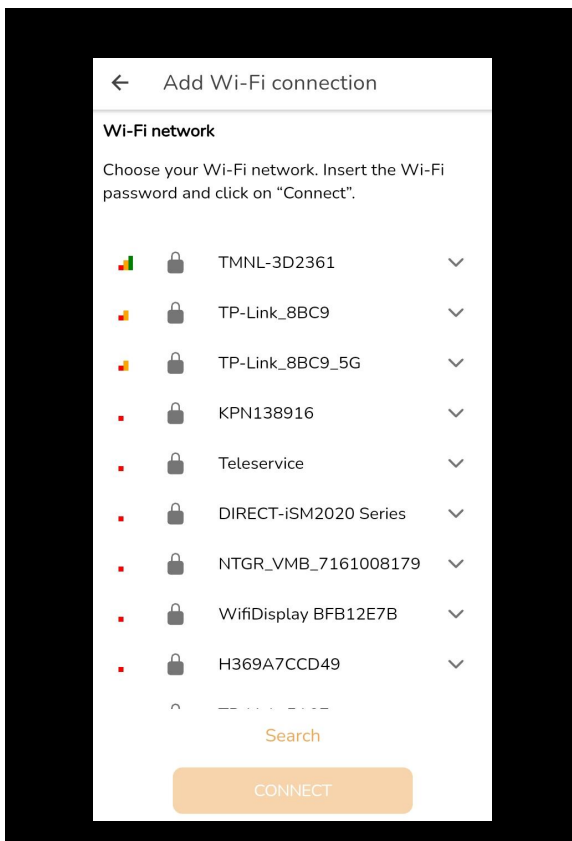 Add Wi-Fi connection
Wi-Fi network
Choose your Wi-Fi network. Insert the Wi-Fi
password and click on “Connect”.
TMNL-3D2361
TP-Link_8BC9
TP-Link_8BC9_5G
KPN138916
Teleservice
DIRECT-iSM2020 Series
NTGR_VMB_7161008179
WifiDisplay BFB12E7B
H369A7CCD49
Search
CONNECT